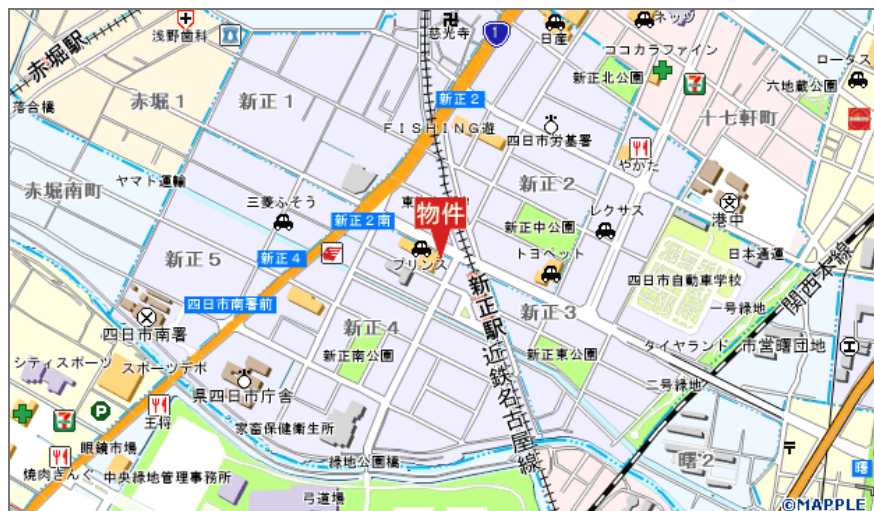 浅野歯科
慈光寺
1
日産
ネッツ
ココカラファイン
ロータス
赤堀駅
新正北公園
六地蔵公園
落合橋
赤堀1
新正1
新正2
FISHING遊
四日市労基署
十七軒町
やかた
赤堀南町
ヤマト運輸
新正2
三菱ふそう
新正2南
東
物件
新正中公園
レクサス
港中
新正5
新正4
プリンス
トヨペット
日本通運
四日市自動車学校
関西本線
四日市南署前
新正駅
新正3
一号緑地
四日市南署
新正4
新正南公園
近鉄名古屋線
新正東公園
タイヤランド
市営曙団地
シティスポーツ
スポーツデポ
県四日市庁舎
二号緑地
王将
家畜保健衛生所
眼鏡市場
緑地公園橋
曙2
曙
焼肉きんぐ
中央緑地管理事務所
弓道場
©MAPPLE